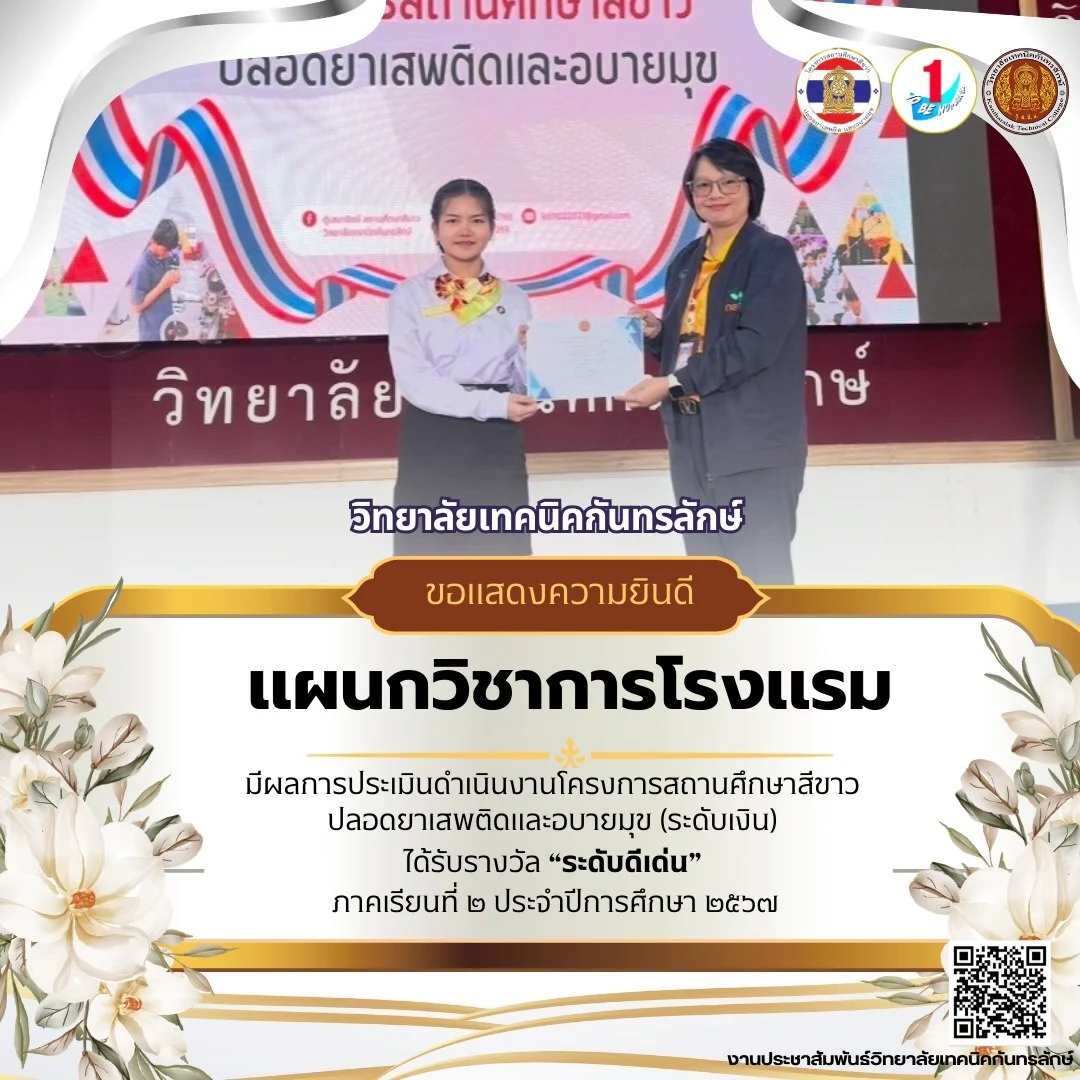 ปลอดยาเสพติดและอบายมุข
1
Kantharalak Technical College
วิทยาลัย
วิทยาลัยเทคนิคกันทรลักษ์
ขอแสดงความยินดี
แผนกวิชาการโรงแรม
มีผลการประเมินดำเนินงานโครงการสถานศึกษาสีขาว
ปลอดยาเสพติดและอบายมุข (ระดับเงิน)
ได้รับรางวัล “ระดับดีเด่น”
ภาคเรียนที่ ๒ ประจำปีการศึกษา ๒๕๖๗
งานประชาสัมพันธ์วิทยาลัยเทคนิคกันทรลักษ์